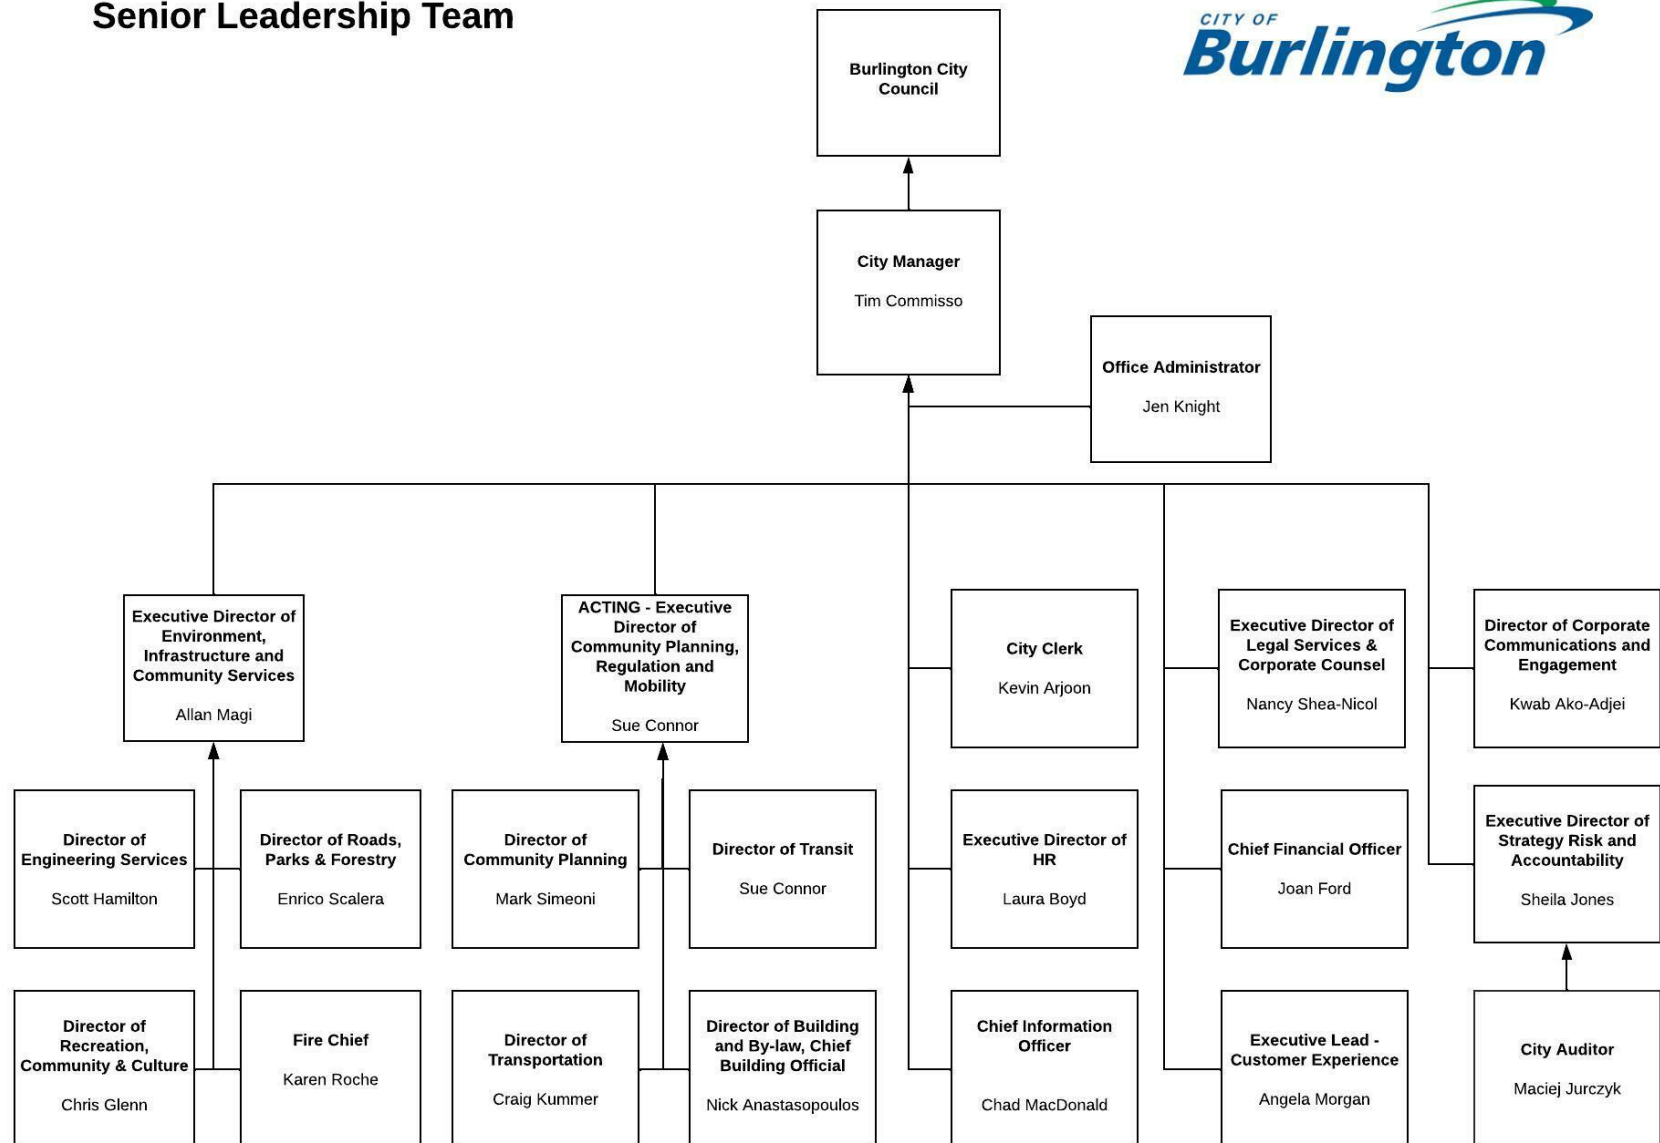 Senior Leadership Team
CITY OF
Burlington
Burlington City
Council
City Manager
Tim Commisso
Office Administrator
Jen Knight
Executive Director of
Environment,
Infrastructure and
Community Services
Allan Magi
ACTING - Executive
Director of
Community Planning,
Regulation and
Mobility
Sue Connor
City Clerk
Kevin Arjoon
Executive Director of
Legal Services &
Corporate Counsel
Nancy Shea-Nicol
Director of Corporate
Communications and
Engagement
Kwab Ako-Adjei
Director of
Engineering Services
Scott Hamilton
Director of Roads,
Parks & Forestry
Enrico Scalera
Director of
Community Planning
Mark Simeoni
Director of Transit
Sue Connor
Executive Director of
HR
Laura Boyd
Chief Financial Officer
Joan Ford
Executive Director of
Strategy Risk and
Accountability
Sheila Jones
Director of
Recreation,
Community & Culture
Chris Glenn
Fire Chief
Karen Roche
Director of
Transportation
Craig Kummer
Director of Building
and By-law, Chief
Building Official
Nick Anastasopoulos
Chief Information
Officer
Chad MacDonald
Executive Lead -
Customer Experience
Angela Morgan
City Auditor
Maciej Jurczyk